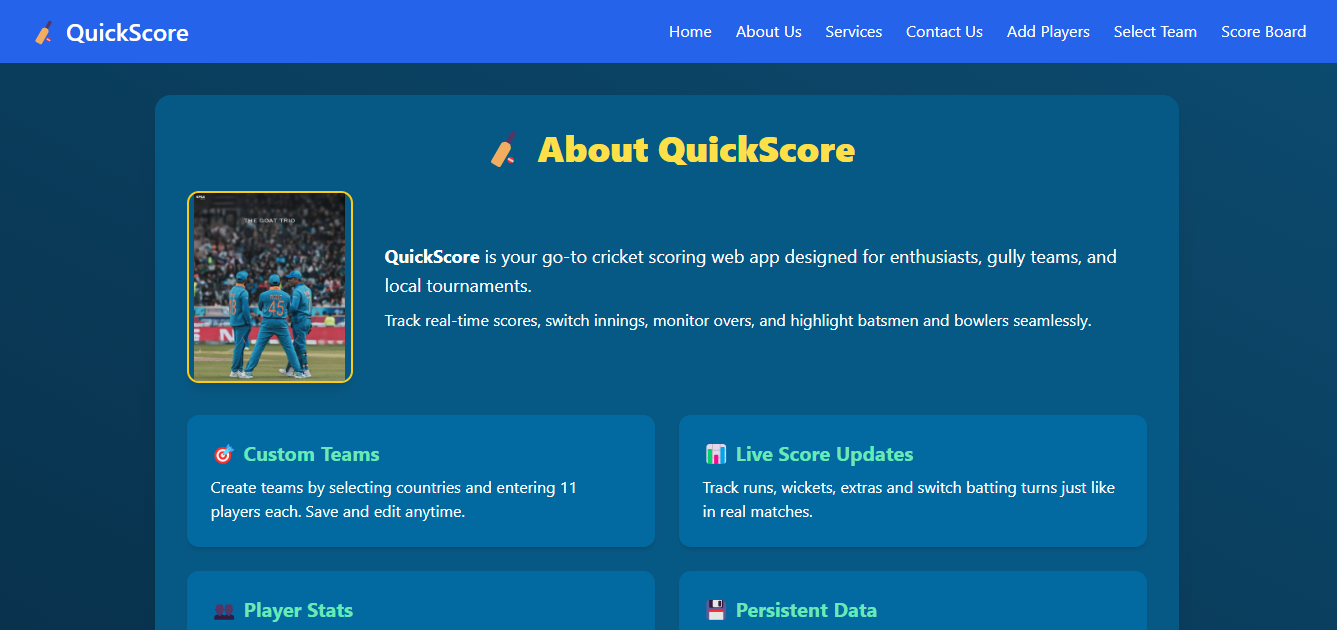 QuickScore
Home About Us Services Contact Us Add Players Select Team Score Board
About QuickScore
THE GOAT TRIO
45
QuickScore is your go-to cricket scoring web app designed for enthusiasts, gully teams, and
local tournaments.
Track real-time scores, switch innings, monitor overs, and highlight batsmen and bowlers seamlessly.
Custom Teams
Create teams by selecting countries and entering 11
players each. Save and edit anytime.
Live Score Updates
Track runs, wickets, extras and switch batting turns just like
in real matches.
Player Stats
Persistent Data